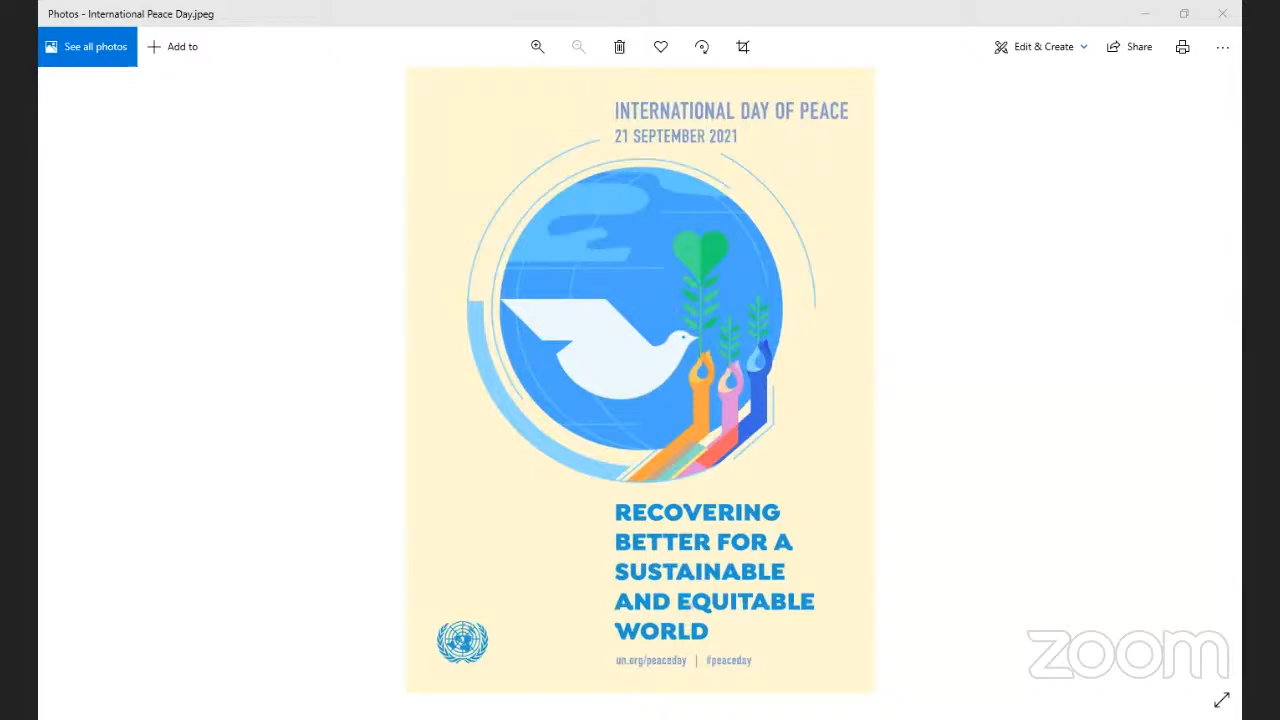 Photos - International Peace Day.jpeg
See all photos
Add to
Edit & Create
Share
INTERNATIONAL DAY OF PEACE
21 SEPTEMBER 2021
RECOVERING
BETTER FOR A
SUSTAINABLE
AND EQUITABLE
WORLD
un.org/peaceday | #peaceday
zoom